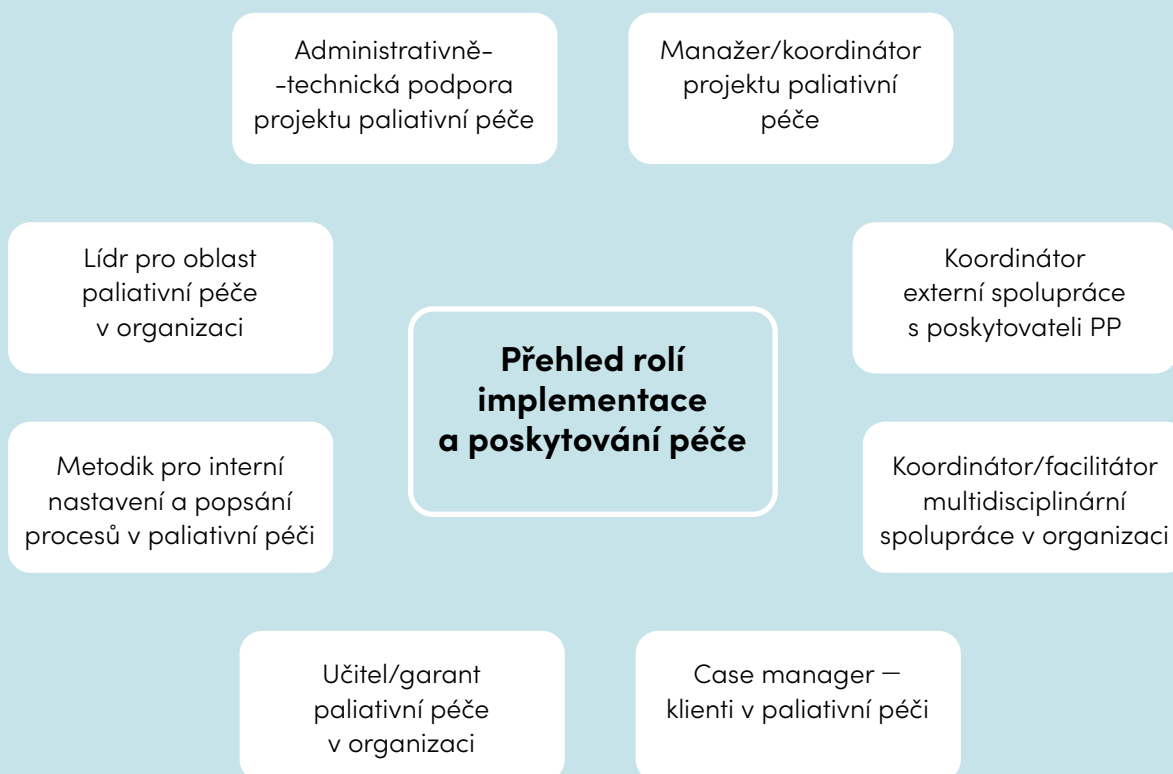 Administrativně-
-technická podpora
projektu paliativní péče
Manažer/koordinátor
projektu paliativní
péče
Lídr pro oblast
paliativní péče
v organizaci
Koordinátor
externí spolupráce
s poskytovateli PP
Přehled rolí
implementace
a poskytování péče
Metodik pro interní
nastavení a popsání
procesů v paliativní péči
Koordinátor/facilitátor
multidisciplinární
spolupráce v organizaci
Učitel/garant
paliativní péče
v organizaci
Case manager —
klienti v paliativní péči